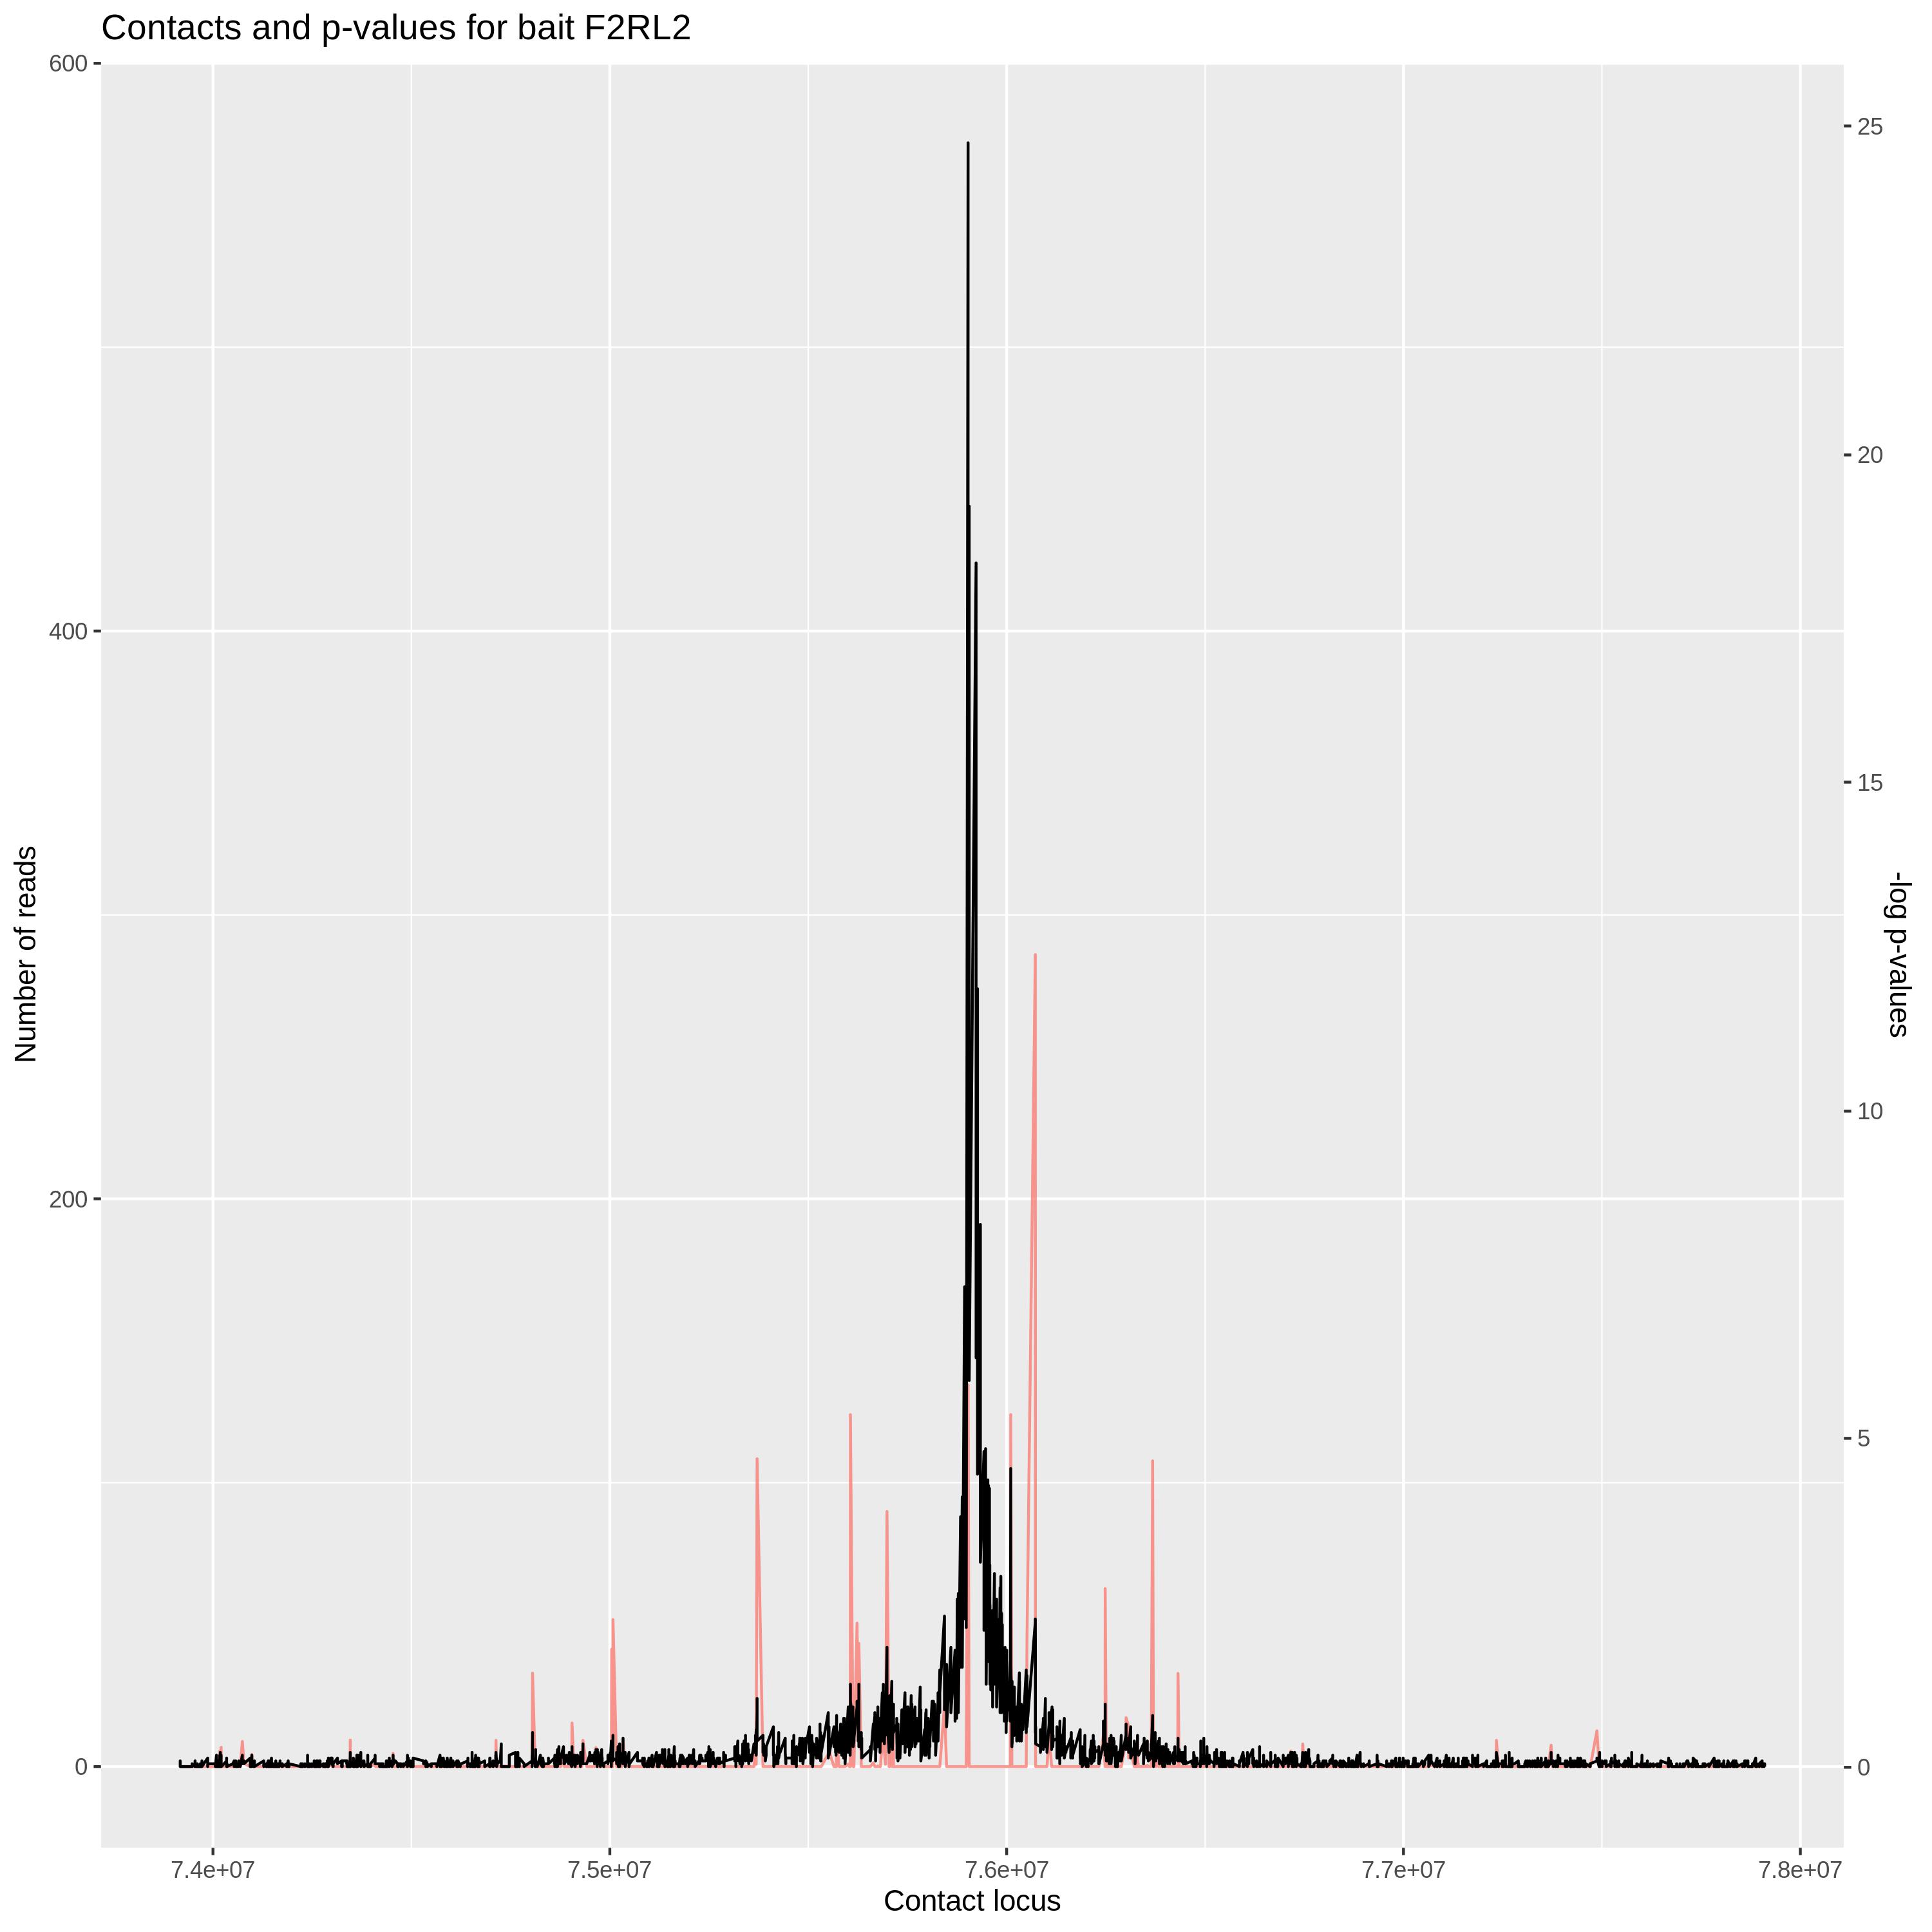 Contacts and p-values for bait F2RL2
600
400
200
0
Number of reads
25
20
15
10
5
0
-log p-values
7.4e+07
7.5e+07
7.6e+07
7.7e+07
7.8e+07
Contact locus